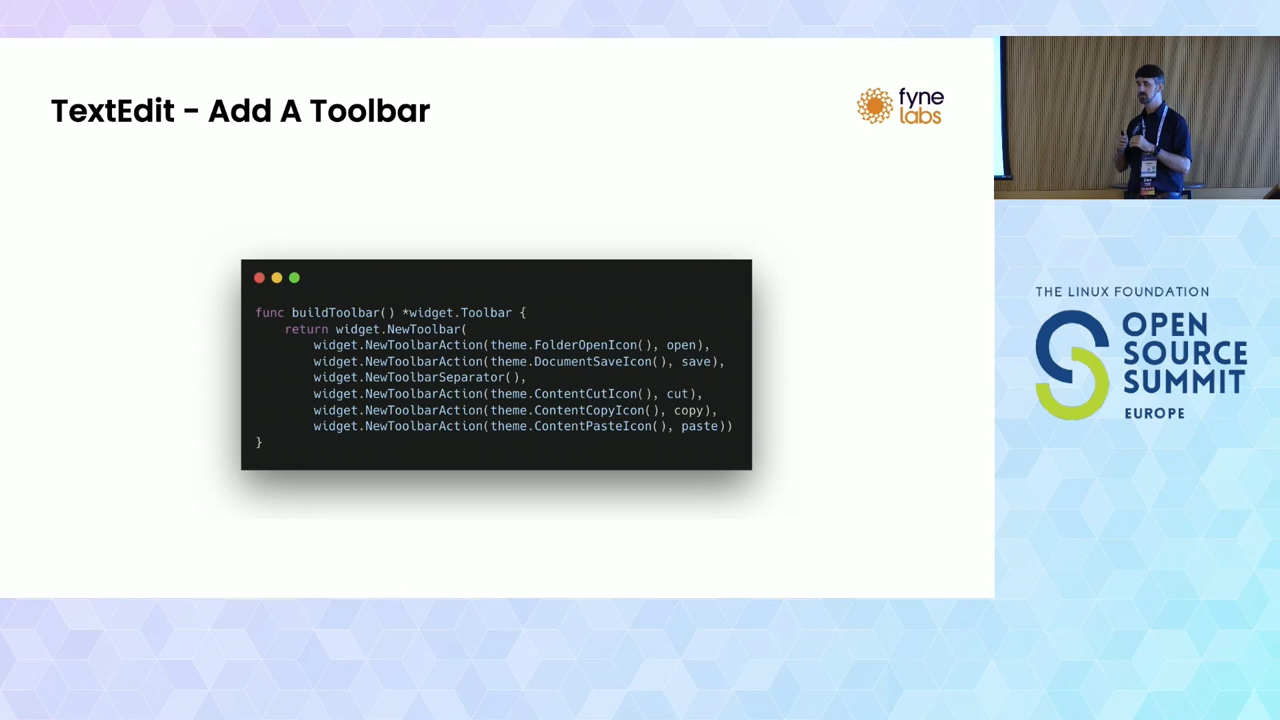 TextEdit - Add A Toolbar
fyne
labs
func buildToolbar() *widget.Toolbar {
    return widget.NewToolbar(
        widget.NewToolbarAction(theme.FolderOpenIcon(), open),
        widget.NewToolbarAction(theme.DocumentSaveIcon(), save),
        widget.NewToolbarSeparator(),
        widget.NewToolbarAction(theme.ContentCutIcon(), cut),
        widget.NewToolbarAction(theme.ContentCopyIcon(), copy),
        widget.NewToolbarAction(theme.ContentPasteIcon(), paste))
}
THE LINUX FOUNDATION
OPEN
SOURCE
SUMMIT
EUROPE